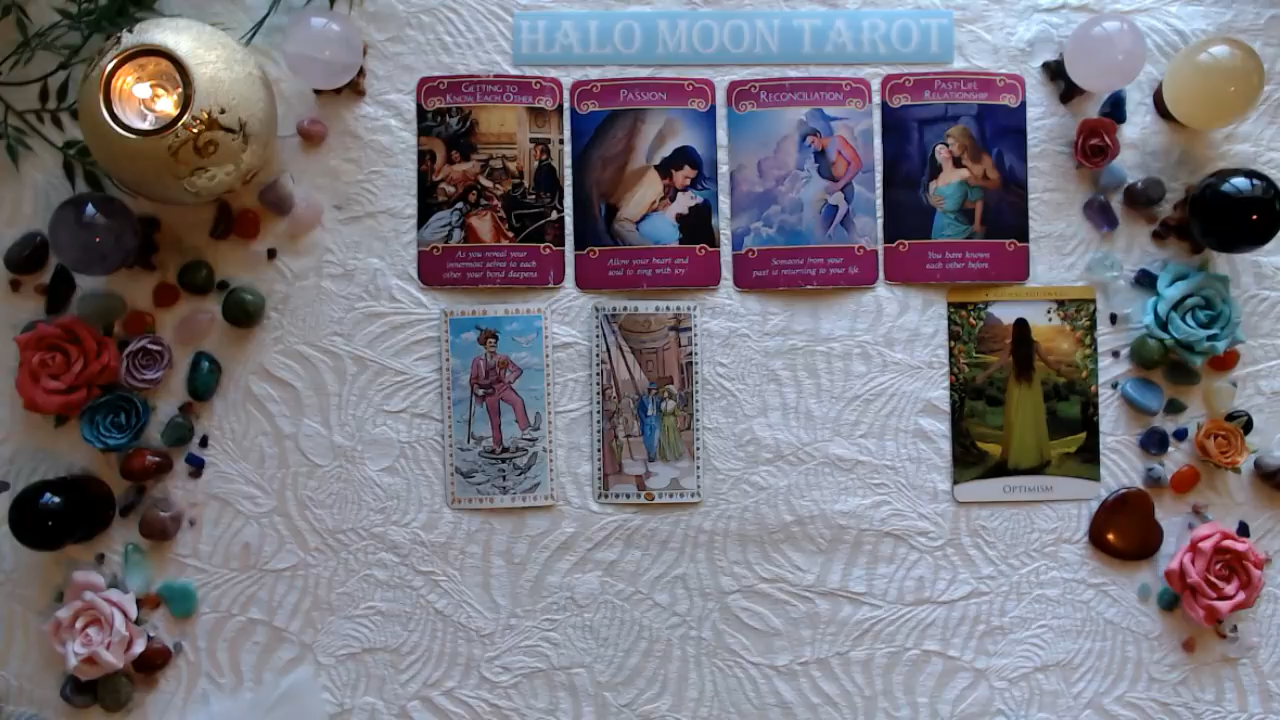 HALO MOON TAROT
GETTING TO
KNOW EACH OTHER
As you reveal your
innermost selves to each
other, your bond deepens.
PASSION
Allow your heart and
soul to sing with joy!
RECONCILIATION
Someone from your
past is returning to your life.
PAST-LIFE
RELATIONSHIP
You have known
each other before.
OPTIMISM